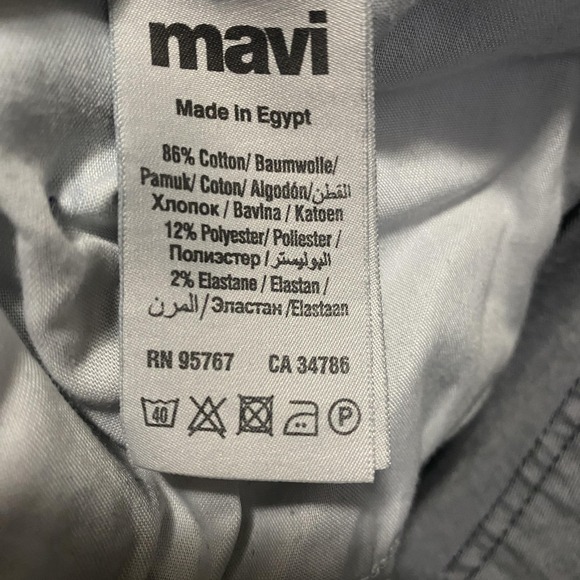 mavi
Made in Egypt
86% Cotton/ Baumwolle/
Pamuk/ Coton/ Algodón/القطن
Хлопок / Bavlna / Katoen
12% Polyester/ Poliester /
Полиэстер /البوليستر
2% Elastane / Elastan /
المرن/Эластан /Elastaan
RN 95767 CA 34786
40 P